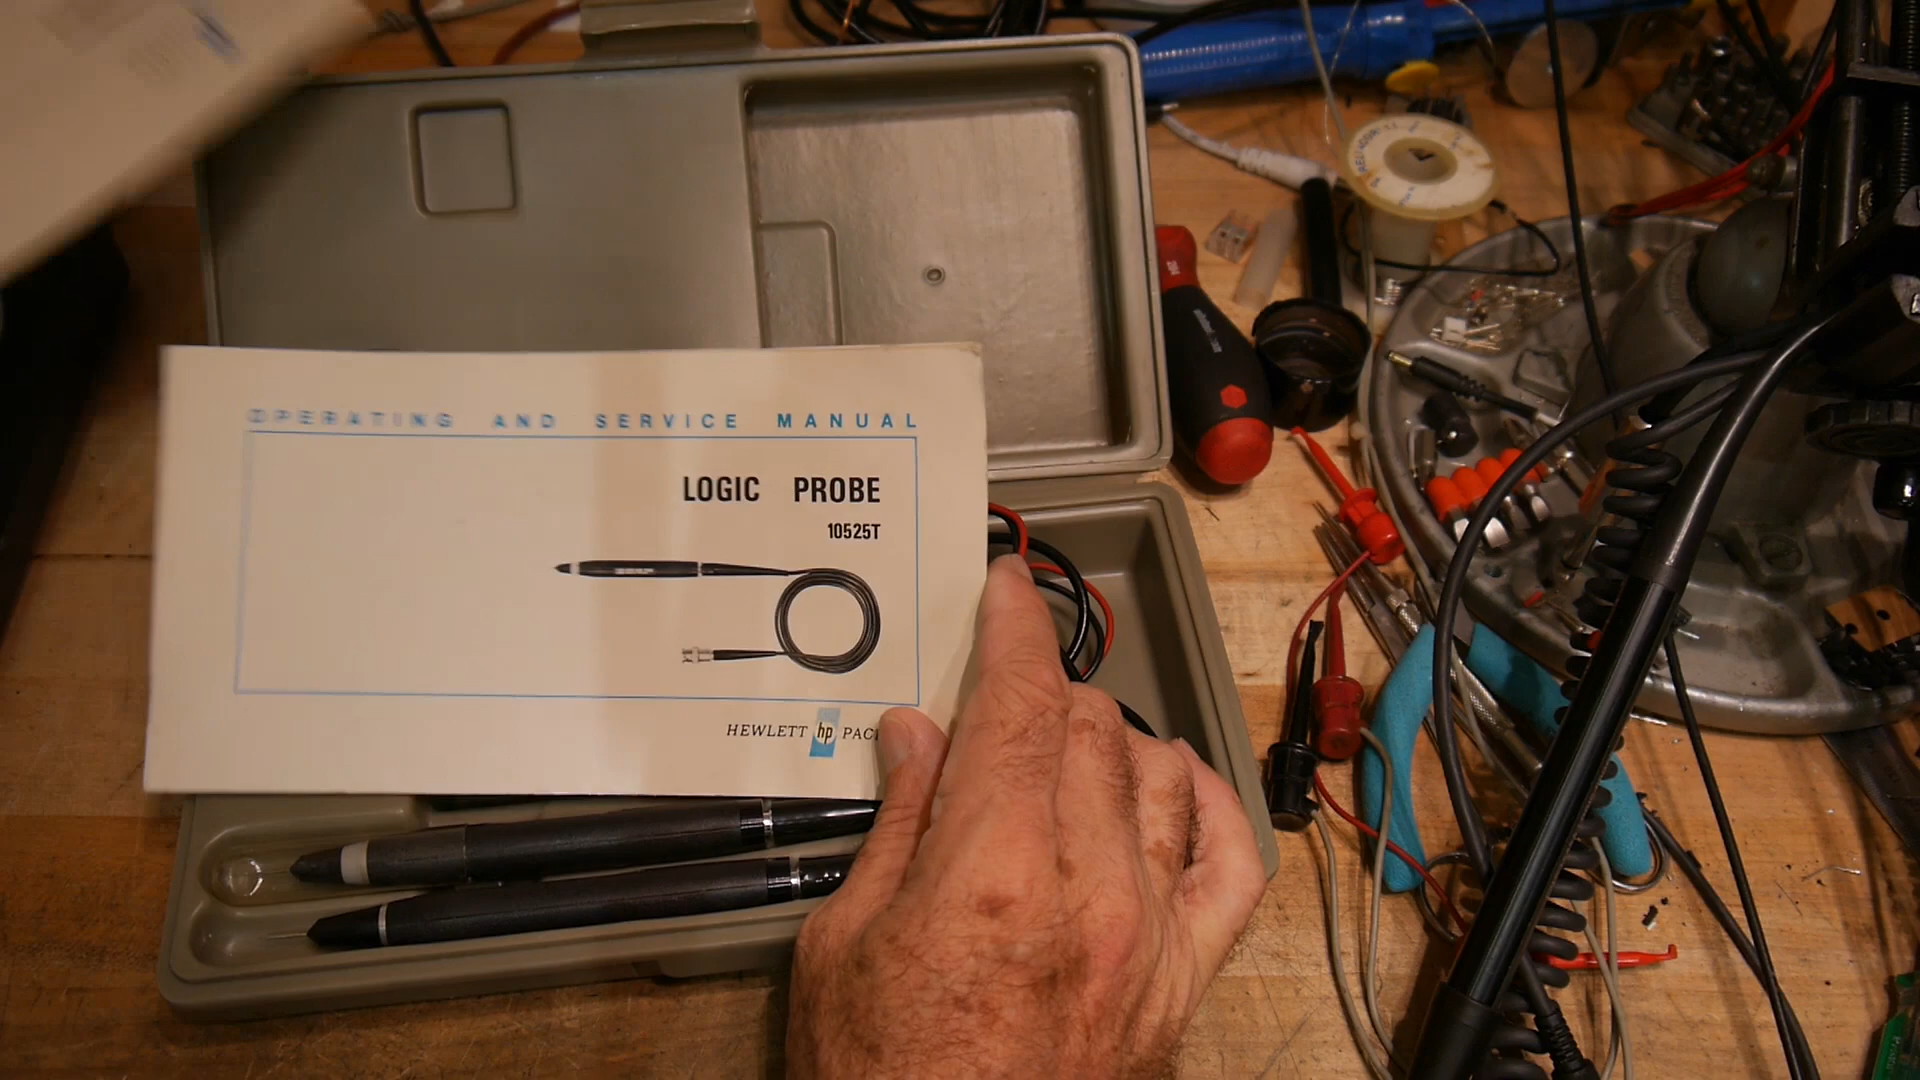 OPERATING AND SERVICE MANUAL
LOGIC PROBE
10525T
HEWLETT hp PAC